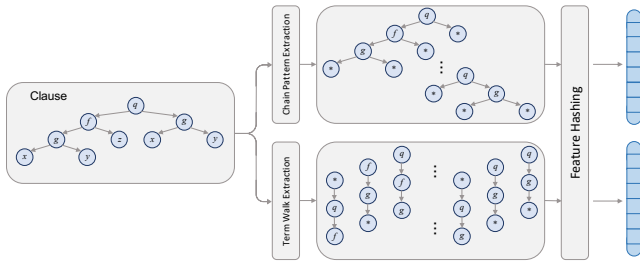 Clause
q
f g
g z x y
x y
Chain Pattern Extraction
q
f *
g *
* *
⋮
q
* g
* *
Term Walk Extraction
* q f
f g *
q f g
⋮
* q g
q g *
q g *
Feature Hashing